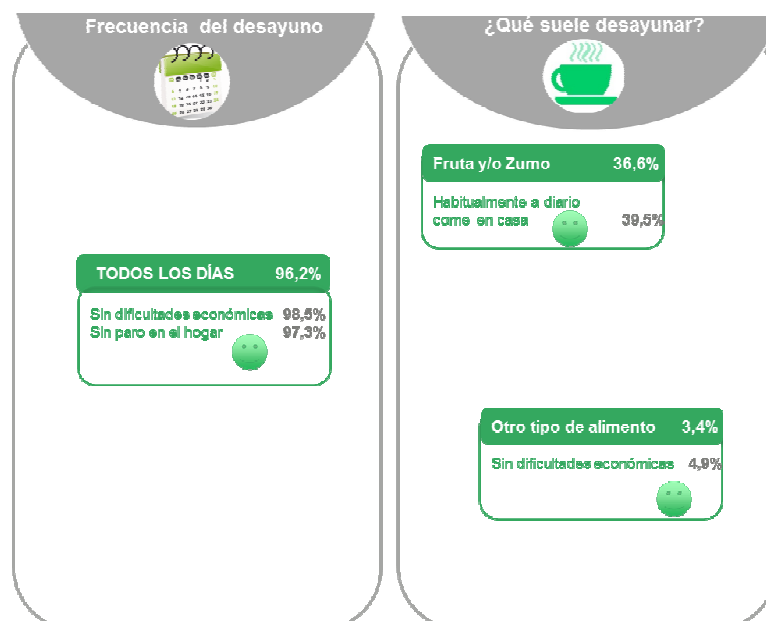 Frecuencia del desayuno
TODOS LOS DÍAS 96,2%
Sin dificultades económicas 98,5%
Sin paro en el hogar 97,3%
¿Qué suele desayunar?
Fruta y/o Zumo 36,6%
Habitualmente a diario
come en casa 39,5%
Otro tipo de alimento 3,4%
Sin dificultades económicas 4,9%